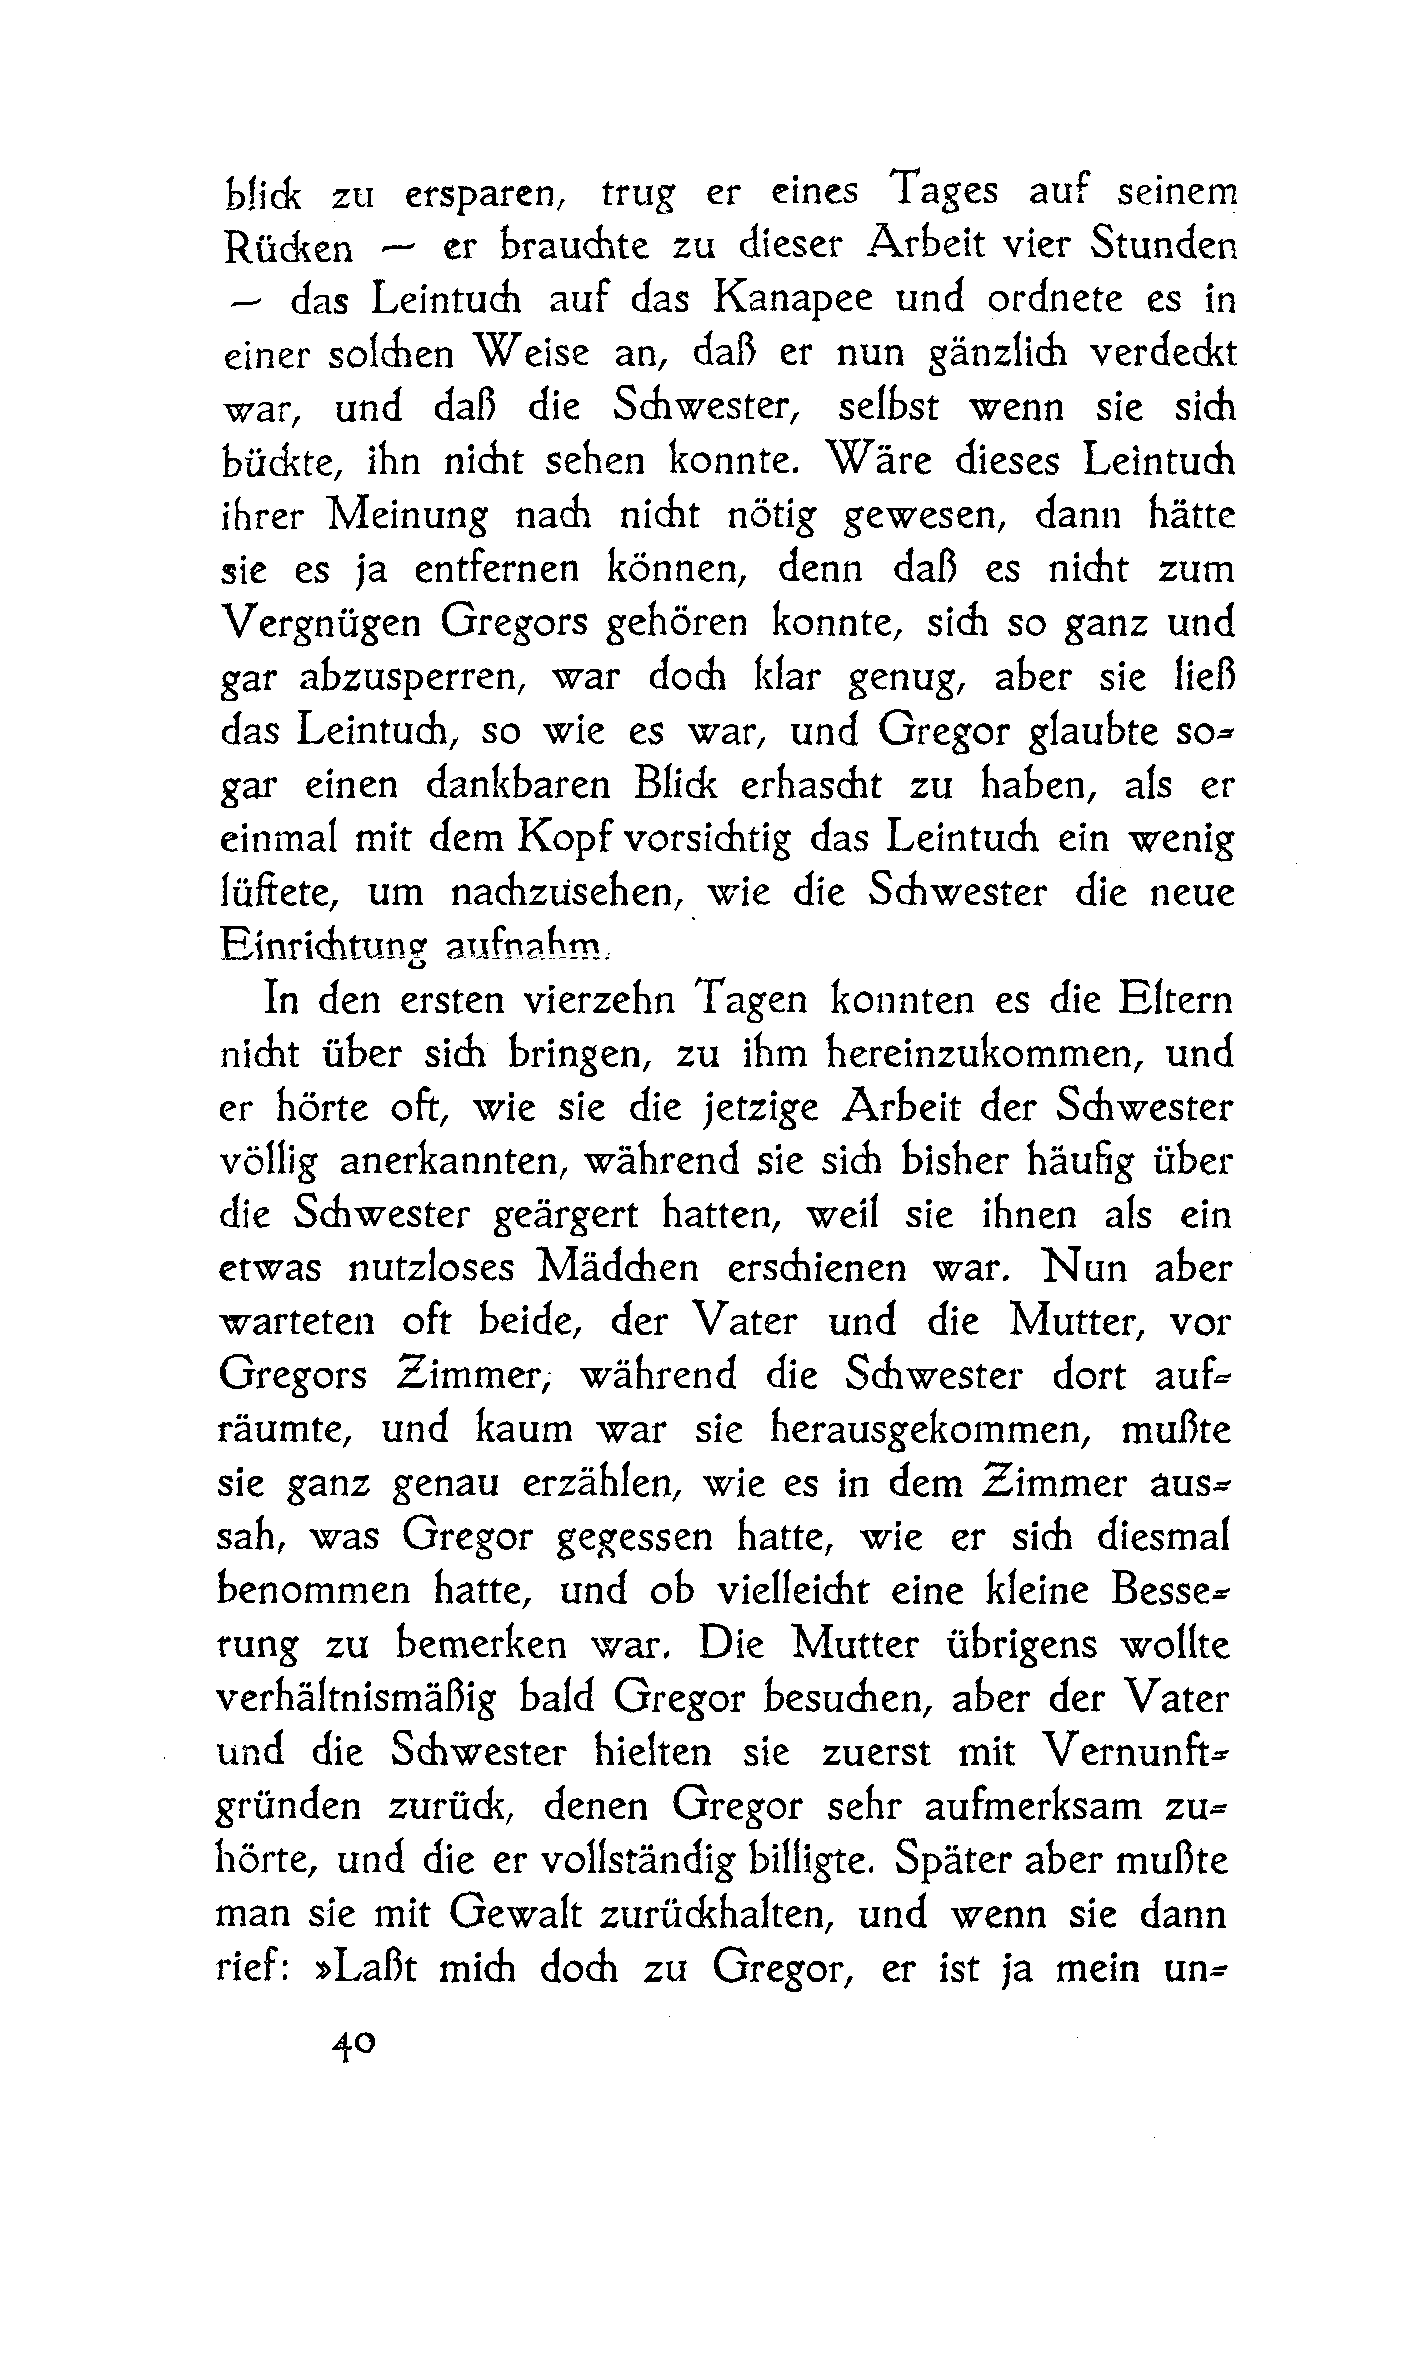 blick zu ersparen, trug er eines Tages auf seinem
Rücken — er brauchte zu dieser Arbeit vier Stunden
— das Leintuch auf das Kanapee und ordnete es in
einer solchen Weise an, daß er nun gänzlich verdeckt
war, und daß die Schwester, selbst wenn sie sich
bückte, ihn nicht sehen konnte. Wäre dieses Leintuch
ihrer Meinung nach nicht nötig gewesen, dann hätte
sie es ja entfernen können, denn daß es nicht zum
Vergnügen Gregors gehören konnte, sich so ganz und
gar abzusperren, war doch klar genug, aber sie ließ
das Leintuch, so wie es war, und Gregor glaubte so-
gar einen dankbaren Blick erhascht zu haben, als er
einmal mit dem Kopf vorsichtig das Leintuch ein wenig
lüftete, um nachzusehen, wie die Schwester die neue
Einrichtung aufnahm.
In den ersten vierzehn Tagen konnten es die Eltern
nicht über sich bringen, zu ihm hereinzukommen, und
er hörte oft, wie sie die jetzige Arbeit der Schwester
völlig anerkannten, während sie sich bisher häufig über
die Schwester geärgert hatten, weil sie ihnen als ein
etwas nutzloses Mädchen erschienen war. Nun aber
warteten oft beide, der Vater und die Mutter, vor
Gregors Zimmer, während die Schwester dort auf-
räumte, und kaum war sie herausgekommen, mußte
sie ganz genau erzählen, wie es in dem Zimmer aus-
sah, was Gregor gegessen hatte, wie er sich diesmal
benommen hatte, und ob vielleicht eine kleine Besse-
rung zu bemerken war. Die Mutter übrigens wollte
verhältnismäßig bald Gregor besuchen, aber der Vater
und die Schwester hielten sie zuerst mit Vernunft-
gründen zurück, denen Gregor sehr aufmerksam zu-
hörte, und die er vollständig billigte. Später aber mußte
man sie mit Gewalt zurückhalten, und wenn sie dann
rief: »Laßt mich doch zu Gregor, er ist ja mein un-
40